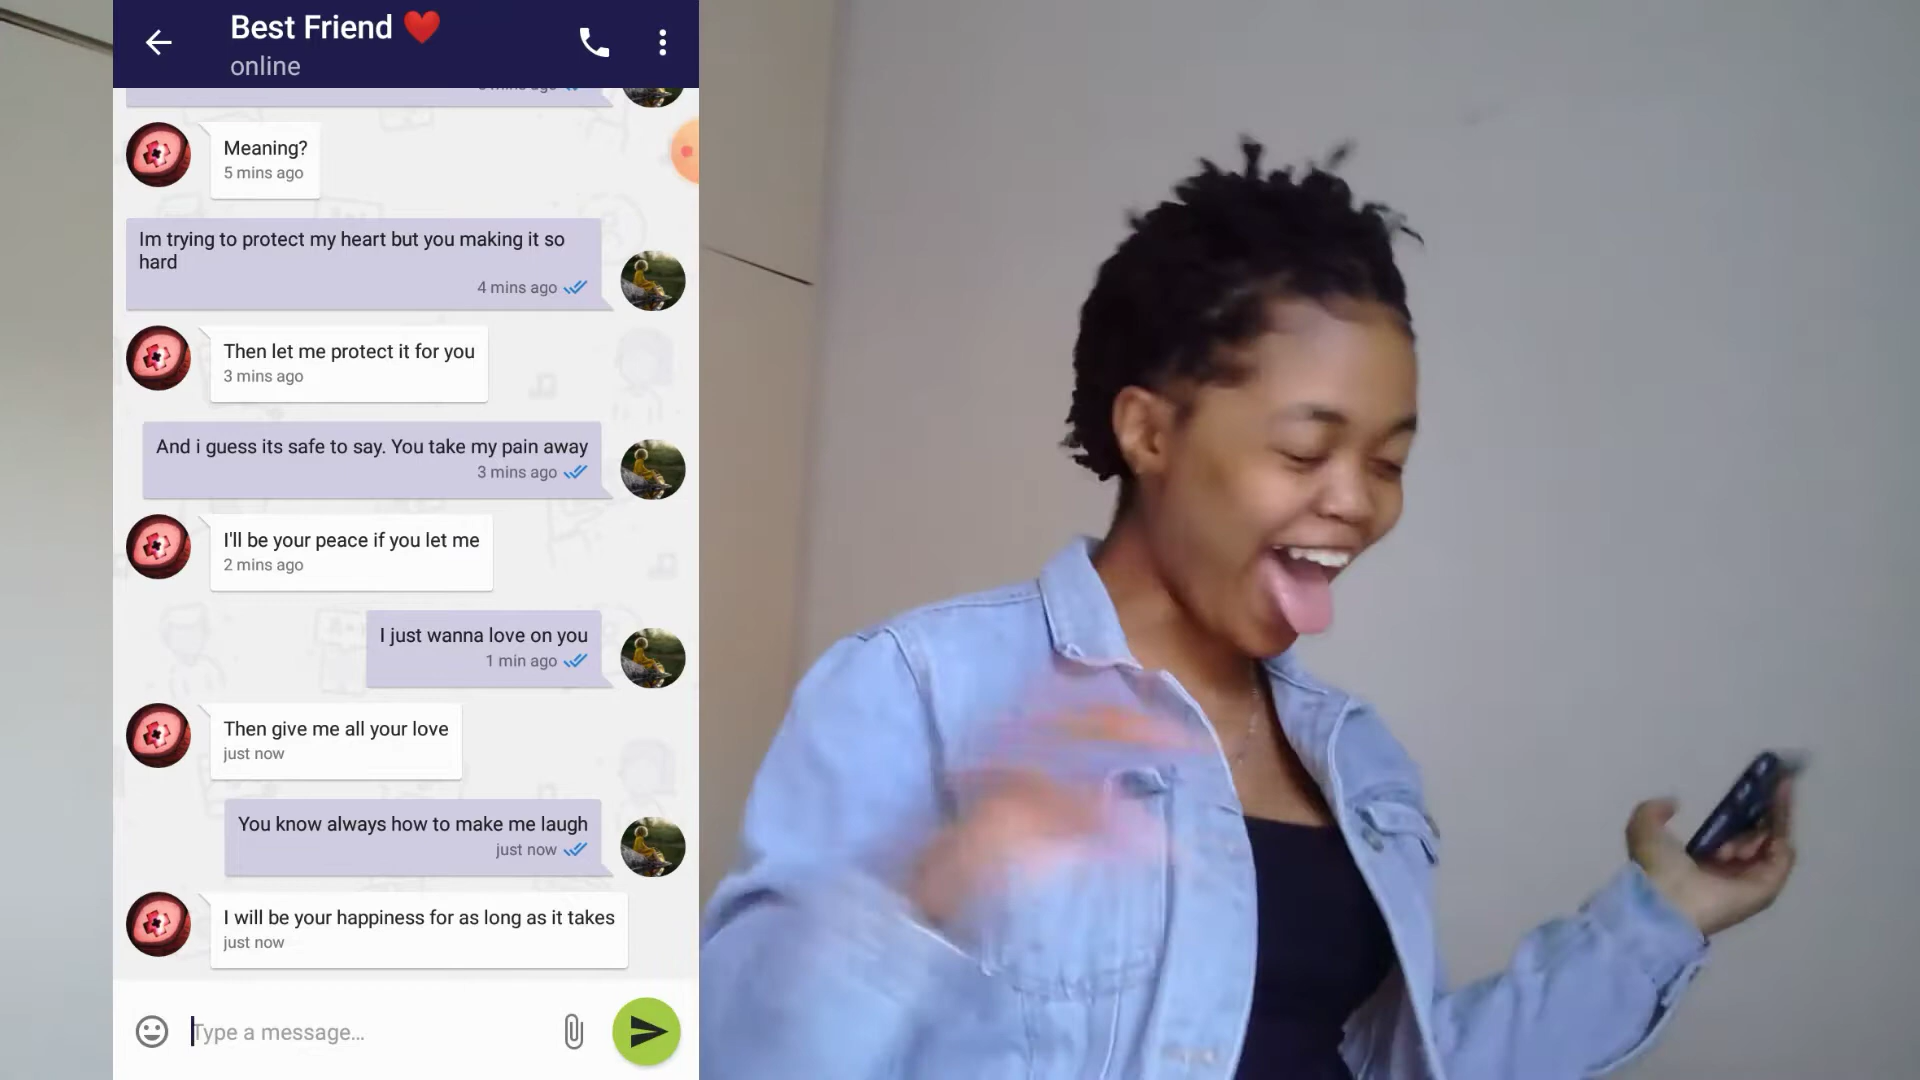 Best Friend ❤️
online
Meaning?
5 mins ago
Im trying to protect my heart but you making it so
hard
4 mins ago
Then let me protect it for you
3 mins ago
And i guess its safe to say. You take my pain away
3 mins ago
I'll be your peace if you let me
2 mins ago
I just wanna love on you
1 min ago
Then give me all your love
just now
You know always how to make me laugh
just now
I will be your happiness for as long as it takes
just now
Type a message...